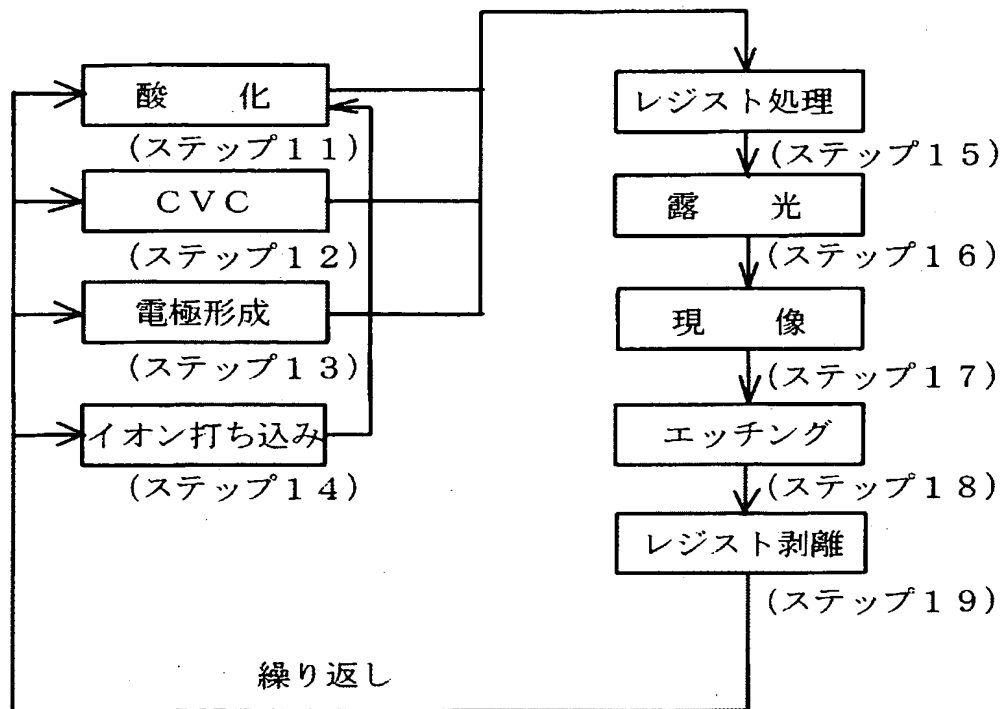 酸　　化
(ステップ１１)
ＣＶＣ
(ステップ１２)
電極形成
(ステップ１３)
イオン打ち込み
(ステップ１４)
レジスト処理
(ステップ１５)
露　　光
(ステップ１６)
現　　像
(ステップ１７)
エッチング
(ステップ１８)
レジスト剥離
(ステップ１９)
繰り返し